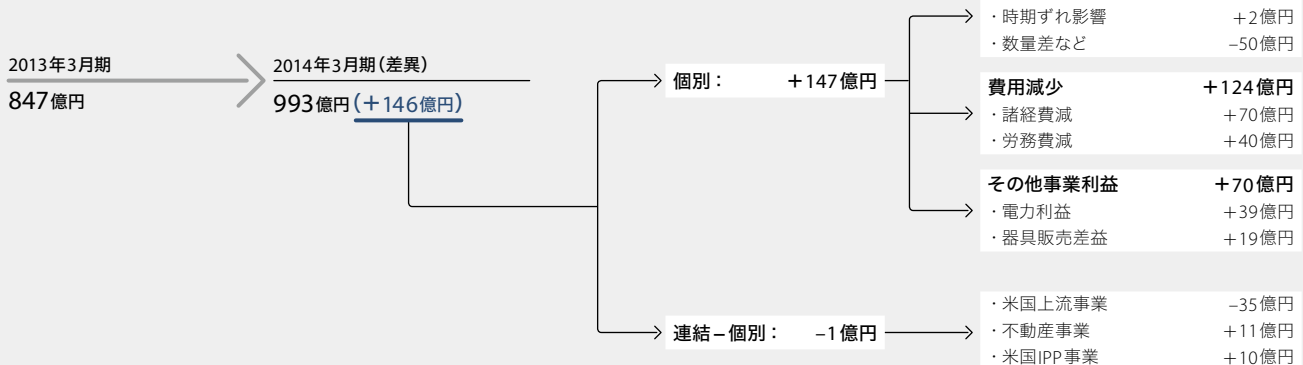 2013年3月期
847億円
2014年3月期(差異)
993億円(+146億円)
個別： +147億円
・時期ずれ影響 +2億円
・数量差など –50億円
費用減少 +124億円
・諸経費減 +70億円
・労務費減 +40億円
その他事業利益 +70億円
・電力利益 +39億円
・器具販売差益 +19億円
連結－個別： –1億円
・米国上流事業 –35億円
・不動産事業 +11億円
・米国IPP事業 +10億円